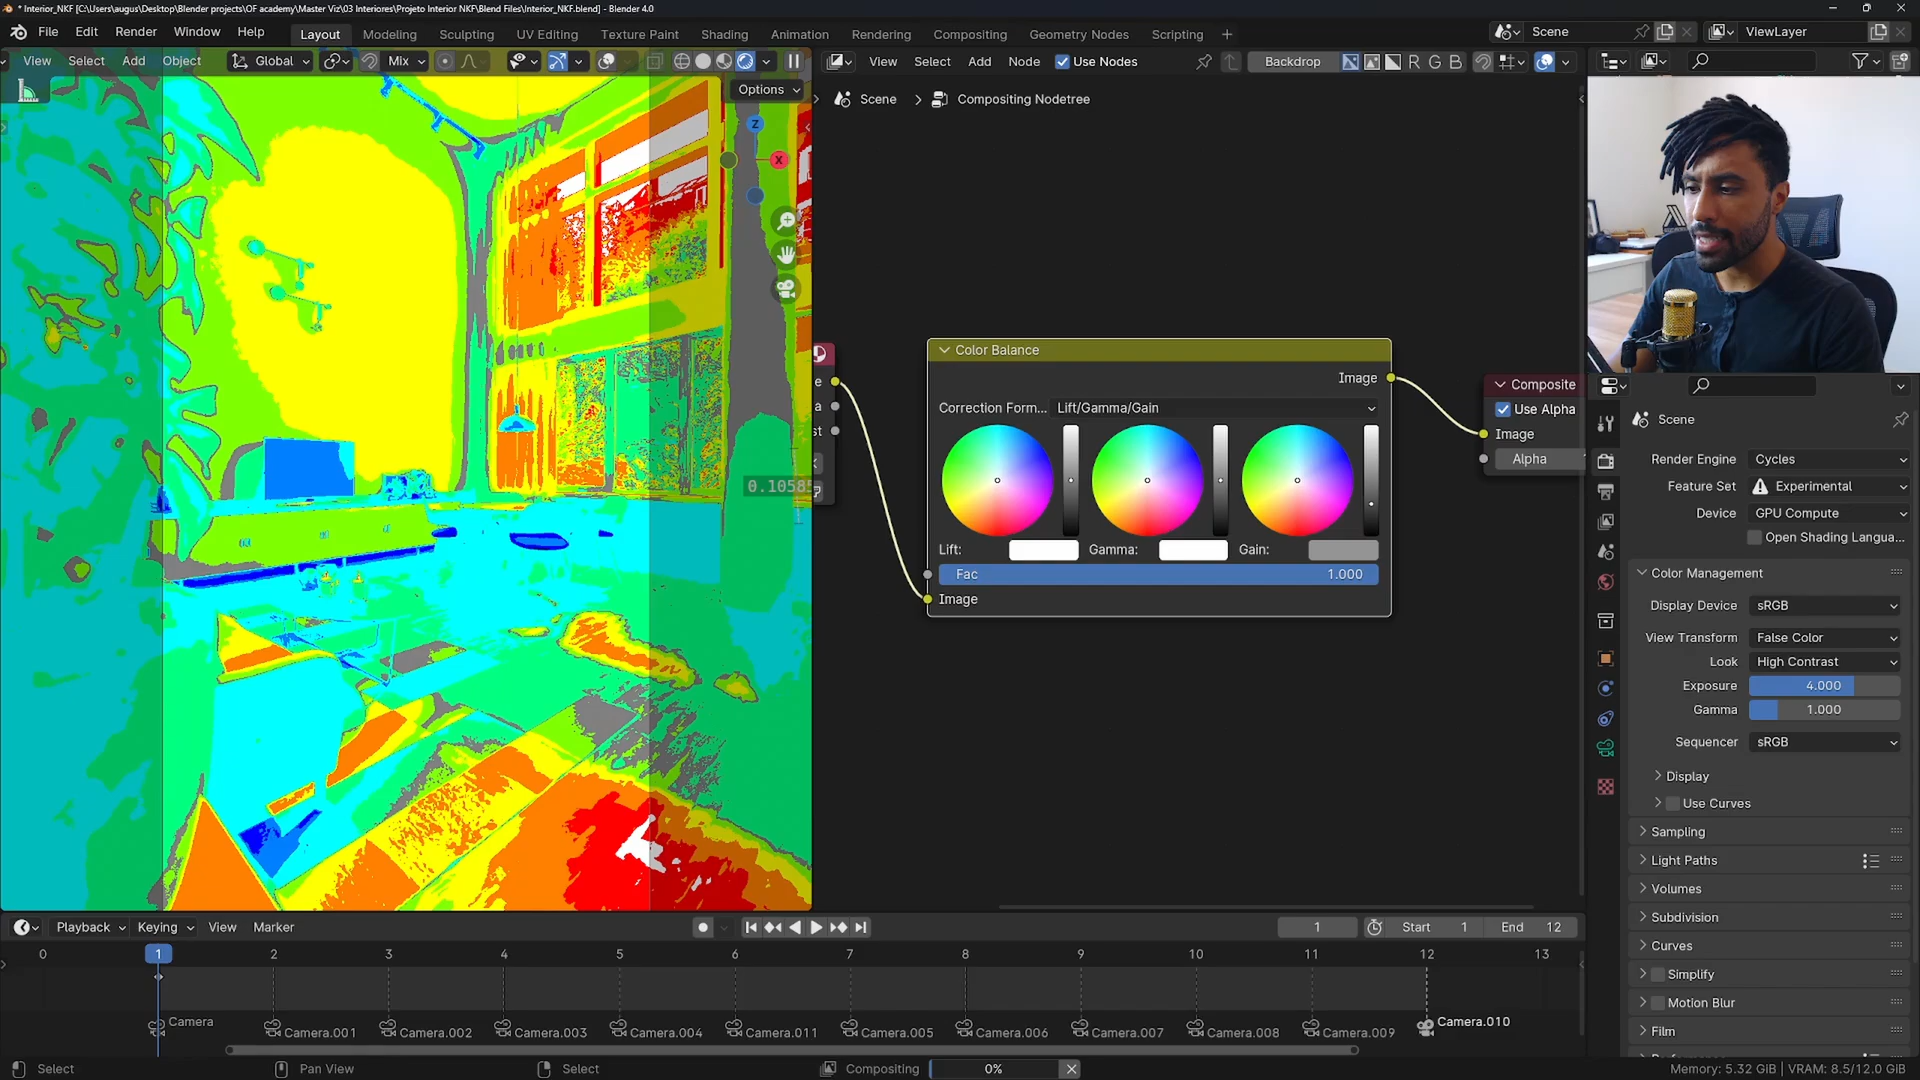 * Interior_NKF [C:\Users\augus\Desktop\Blender projects\OF academy\Master Viz\03 Interiores\Projeto Interior NKF\Blend Files\Interior_NKF.blend] - Blender 4.0
File Edit Render Window Help
Layout Modeling Sculpting UV Editing Texture Paint Shading Animation Rendering Compositing Geometry Nodes Scripting +
Scene
ViewLayer
View Select Add Object Global Mix
View Select Add Node Use Nodes Backdrop R G B
Options
Scene > Compositing Nodetree
Z
X
0.10585
e
a
st
Color Balance
Image
Correction Form... Lift/Gamma/Gain
Lift: Gamma: Gain:
Fac 1.000
Image
Composite
Use Alpha
Image
Alpha
Scene
Render Engine Cycles
Feature Set Experimental
Device GPU Compute
Open Shading Langua...
Color Management
Display Device sRGB
View Transform False Color
Look High Contrast
Exposure 4.000
Gamma 1.000
Sequencer sRGB
Display
Use Curves
Sampling
Light Paths
Volumes
Subdivision
Curves
Simplify
Motion Blur
Film
Playback Keying View Marker
1 Start 1 End 12
0 1 2 3 4 5 6 7 8 9 10 11 12 13
Camera Camera.001 Camera.002 Camera.003 Camera.004 Camera.011 Camera.005 Camera.006 Camera.007 Camera.008 Camera.009 Camera.010
Select Pan View Select Compositing 0% Memory: 5.32 GiB | VRAM: 8.5/12.0 GiB